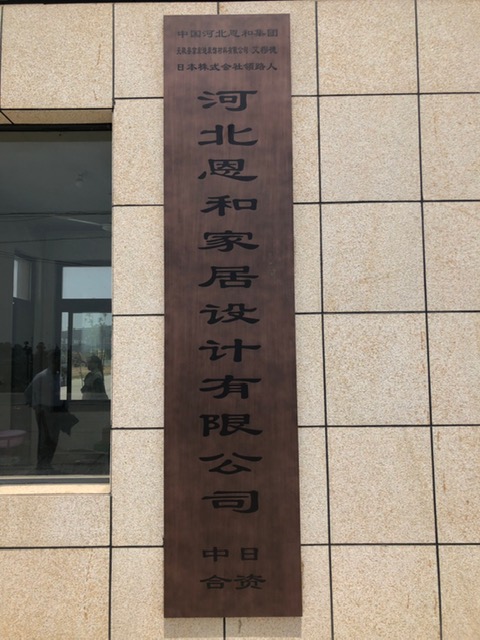 中国河北恩和集团
日本株式会社领路人
河北恩和家居设计有限公司
中日
合资